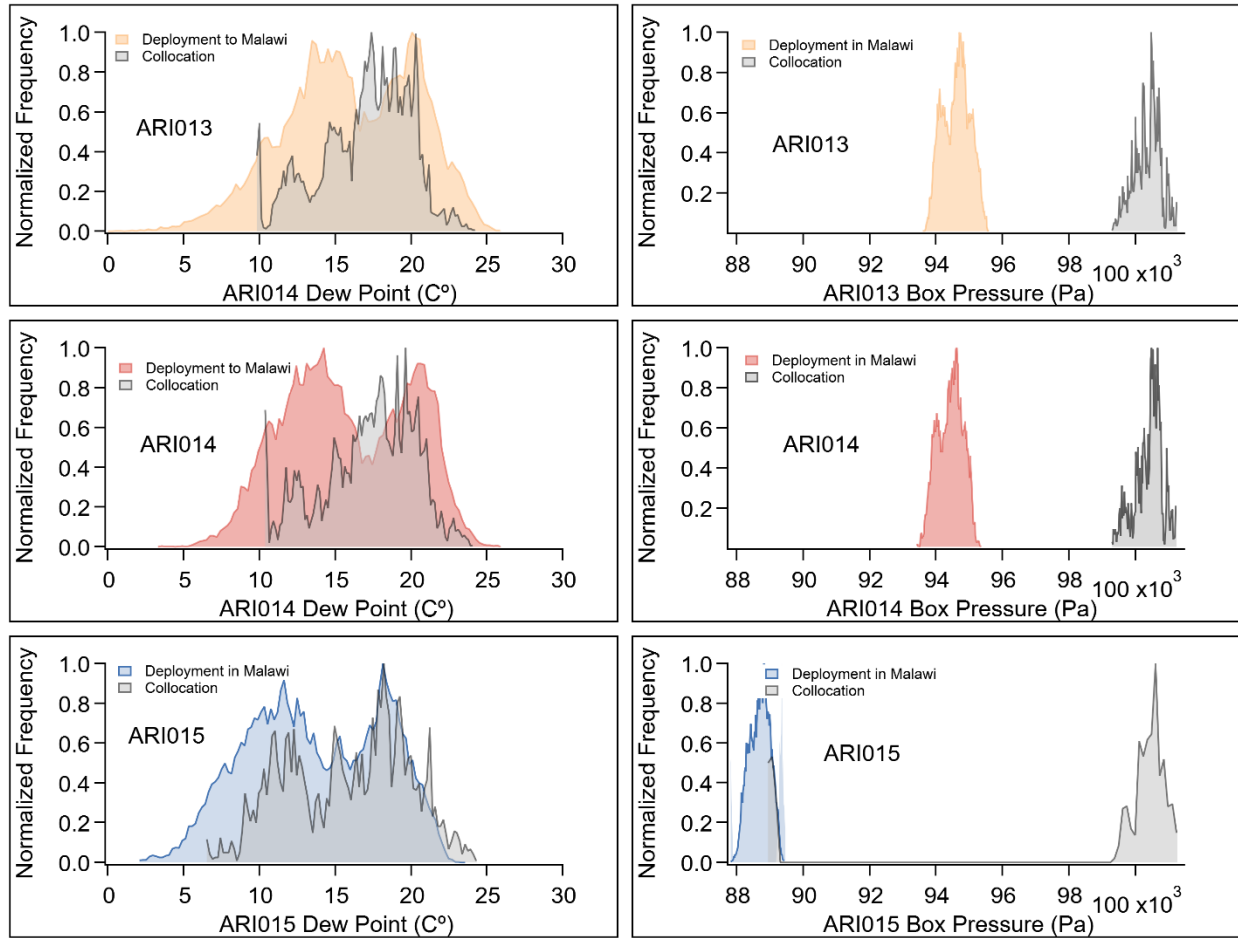 Normalized Frequency
1.0
0.8
0.6
0.4
0.2
0.0
Deployment to Malawi
Collocation
ARI013
0 5 10 15 20 25 30
ARI014 Dew Point (Cº)
Normalized Frequency
1.0
0.8
0.6
0.4
0.2
Deployment in Malawi
Collocation
ARI013
88 90 92 94 96 98 100 x10³
ARI013 Box Pressure (Pa)
Normalized Frequency
1.0
0.8
0.6
0.4
0.2
0.0
Deployment to Malawi
Collocation
ARI014
0 5 10 15 20 25 30
ARI014 Dew Point (Cº)
Normalized Frequency
1.0
0.8
0.6
0.4
0.2
Deployment in Malawi
Collocation
ARI014
88 90 92 94 96 98 100 x10³
ARI014 Box Pressure (Pa)
Normalized Frequency
1.0
0.8
0.6
0.4
0.2
0.0
Deployment in Malawi
Collocation
ARI015
0 5 10 15 20 25 30
ARI015 Dew Point (Cº)
Normalized Frequency
1.0
0.8
0.6
0.4
0.2
0.0
Deployment in Malawi
Collocation
ARI015
88 90 92 94 96 98 100 x10³
ARI015 Box Pressure (Pa)